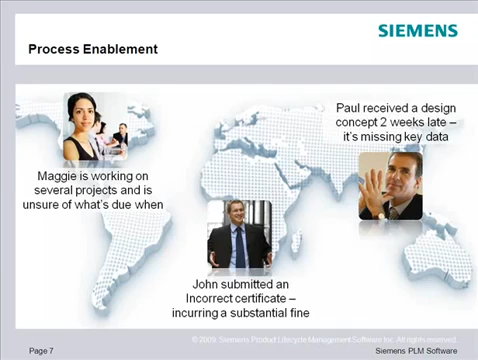 SIEMENS
Process Enablement
Paul received a design
concept 2 weeks late –
it's missing key data
Maggie is working on
several projects and is
unsure of what's due when
John submitted an
Incorrect certificate –
incurring a substantial fine
© 2009. Siemens Product Lifecycle Management Software Inc. All rights reserved.
Page 7
Siemens PLM Software